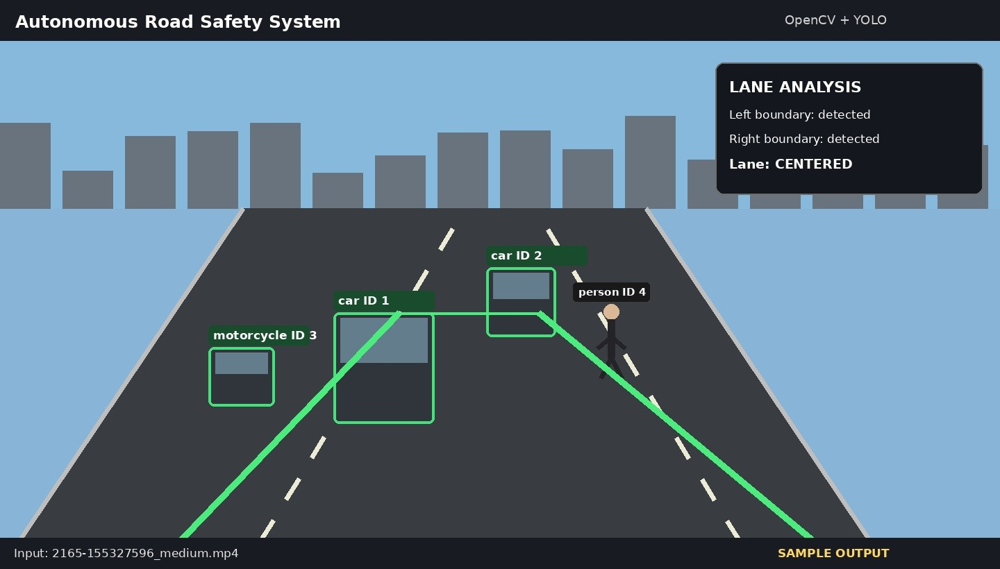 Autonomous Road Safety System
OpenCV + YOLO
LANE ANALYSIS
Left boundary: detected
Right boundary: detected
Lane: CENTERED
car ID 2
person ID 4
car ID 1
motorcycle ID 3
Input: 2165-155327596_medium.mp4
SAMPLE OUTPUT